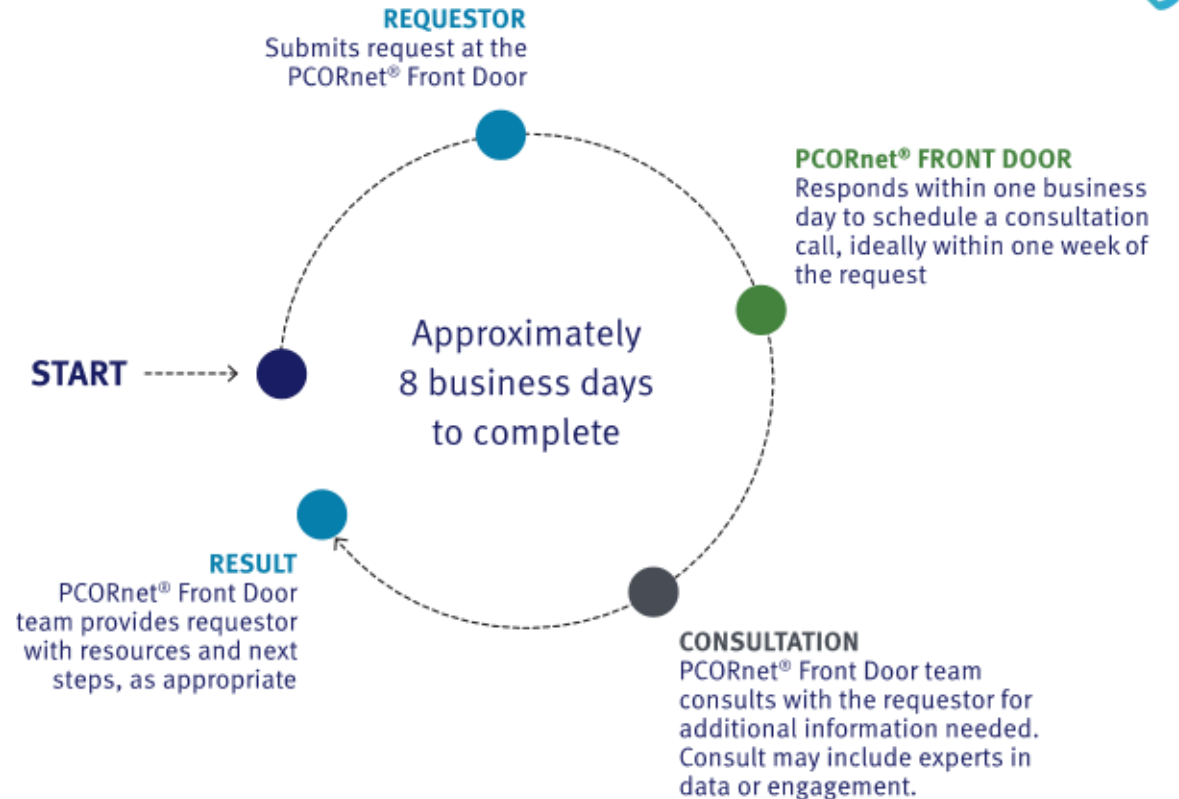 REQUESTOR
Submits request at the
PCORnet® Front Door
PCORnet® FRONT DOOR
Responds within one business
day to schedule a consultation
call, ideally within one week of
the request
Approximately
8 business days
to complete
START
RESULT
PCORnet® Front Door
team provides requestor
with resources and next
steps, as appropriate
CONSULTATION
PCORnet® Front Door team
consults with the requestor for
additional information needed.
Consult may include experts in
data or engagement.